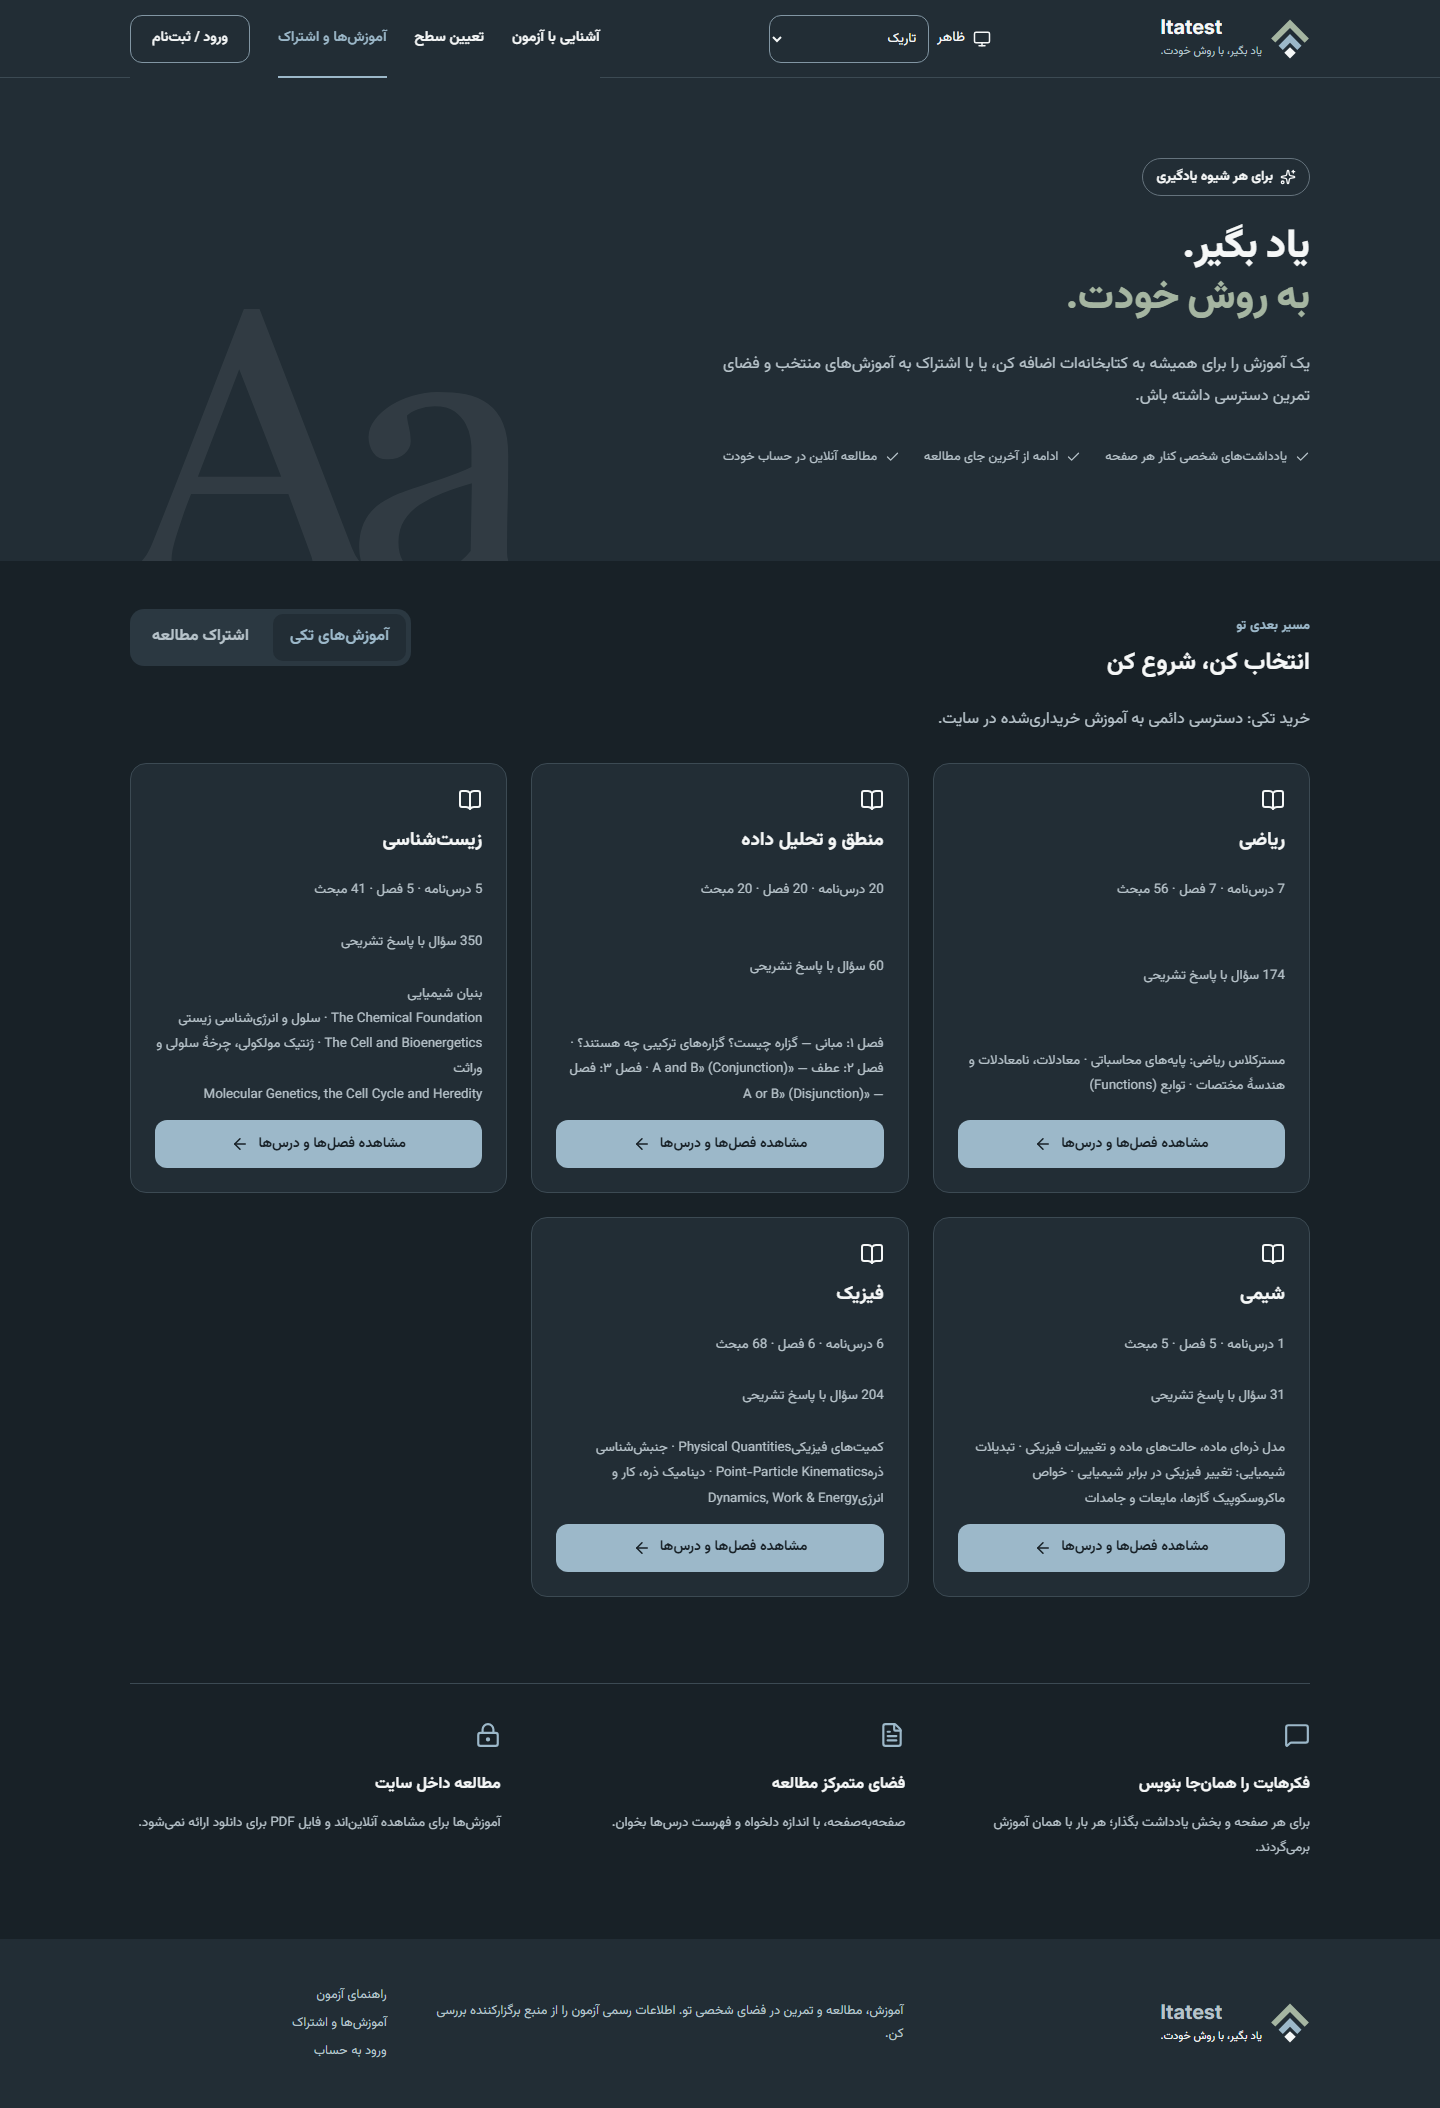 Itatest
یاد بگیر، با روش خودت.
ظاهر
تاریک
آشنایی با آزمون
تعیین سطح
آموزش‌ها و اشتراک
ورود / ثبت‌نام
برای هر شیوه یادگیری
یاد بگیر.
به روش خودت.
یک آموزش را برای همیشه به کتابخانه‌ات اضافه کن، یا با اشتراک به آموزش‌های منتخب و فضای
تمرین دسترسی داشته باش.
یادداشت‌های شخصی کنار هر صفحه
ادامه از آخرین جای مطالعه
مطالعه آنلاین در حساب خودت
Aa
مسیر بعدی تو
انتخاب کن، شروع کن
آموزش‌های تکی
اشتراک مطالعه
خرید تکی: دسترسی دائمی به آموزش خریداری‌شده در سایت.
ریاضی
7 درس‌نامه · 7 فصل · 56 مبحث
174 سؤال با پاسخ تشریحی
مسترکلاس ریاضی: پایه‌های محاسباتی · معادلات، نامعادلات و
هندسهٔ مختصات · توابع (Functions)
مشاهده فصل‌ها و درس‌ها
منطق و تحلیل داده
20 درس‌نامه · 20 فصل · 20 مبحث
60 سؤال با پاسخ تشریحی
فصل ۱: مبانی — گزاره چیست؟ گزاره‌های ترکیبی چه هستند؟ ·
فصل ۲: عطف — «A and B» (Conjunction) · فصل ۳: فصل
— «A or B» (Disjunction)
مشاهده فصل‌ها و درس‌ها
زیست‌شناسی
5 درس‌نامه · 5 فصل · 41 مبحث
350 سؤال با پاسخ تشریحی
بنیان شیمیایی
The Chemical Foundation · سلول و انرژی‌شناسی زیستی
The Cell and Bioenergetics · ژنتیک مولکولی، چرخهٔ سلولی و
وراثت
Molecular Genetics, the Cell Cycle and Heredity
مشاهده فصل‌ها و درس‌ها
شیمی
1 درس‌نامه · 5 فصل · 5 مبحث
31 سؤال با پاسخ تشریحی
مدل ذره‌ای ماده، حالت‌های ماده و تغییرات فیزیکی · تبدیلات
شیمیایی: تغییر فیزیکی در برابر شیمیایی · خواص
ماکروسکوپیک گازها، مایعات و جامدات
مشاهده فصل‌ها و درس‌ها
فیزیک
6 درس‌نامه · 6 فصل · 68 مبحث
204 سؤال با پاسخ تشریحی
کمیت‌های فیزیکیPhysical Quantities · جنبش‌شناسی
ذرهPoint-Particle Kinematics · دینامیک ذره، کار و
انرژیDynamics, Work & Energy
مشاهده فصل‌ها و درس‌ها
فکرهایت را همان‌جا بنویس
برای هر صفحه و بخش یادداشت بگذار؛ هر بار با همان آموزش
برمی‌گردند.
فضای متمرکز مطالعه
صفحه‌به‌صفحه، با اندازه دلخواه و فهرست درس‌ها بخوان.
مطالعه داخل سایت
آموزش‌ها برای مشاهده آنلاین‌اند و فایل PDF برای دانلود ارائه نمی‌شود.
Itatest
یاد بگیر، با روش خودت.
آموزش، مطالعه و تمرین در فضای شخصی تو. اطلاعات رسمی آزمون را از منبع برگزارکننده بررسی
کن.
راهنمای آزمون
آموزش‌ها و اشتراک
ورود به حساب